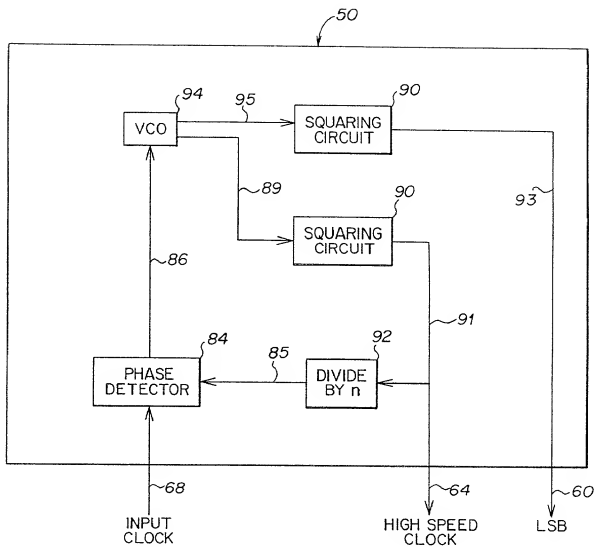 50
94
VCO
95
90
SQUARING
CIRCUIT
93
89
90
SQUARING
CIRCUIT
86
91
84
PHASE
DETECTOR
85
92
DIVIDE
BY n
68
64
60
INPUT
CLOCK
HIGH SPEED
CLOCK
LSB